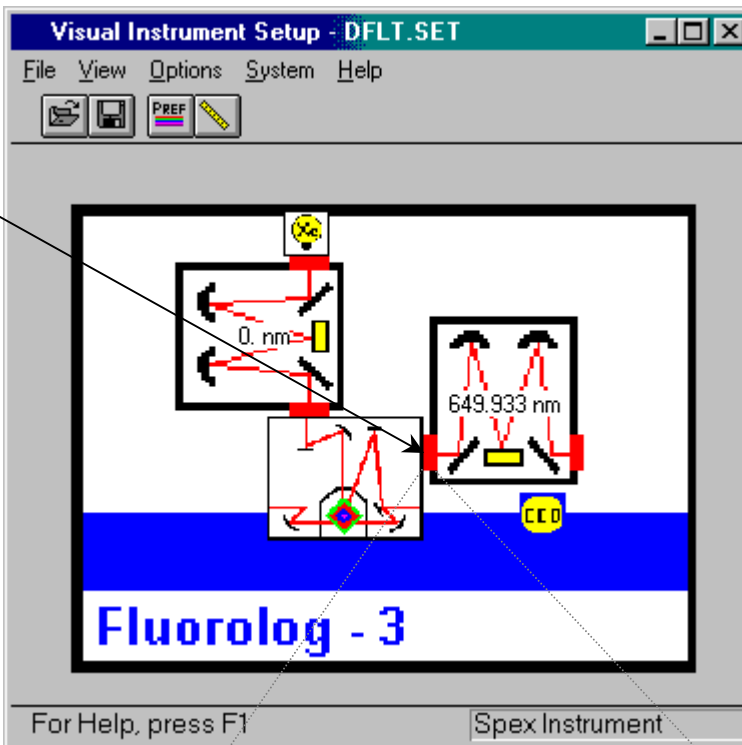 Visual Instrument Setup - DFLT.SET
File View Options System Help
PREF
Xe
0. nm
649.933 nm
CCD
Fluorolog - 3
For Help, press F1
Spex Instrument